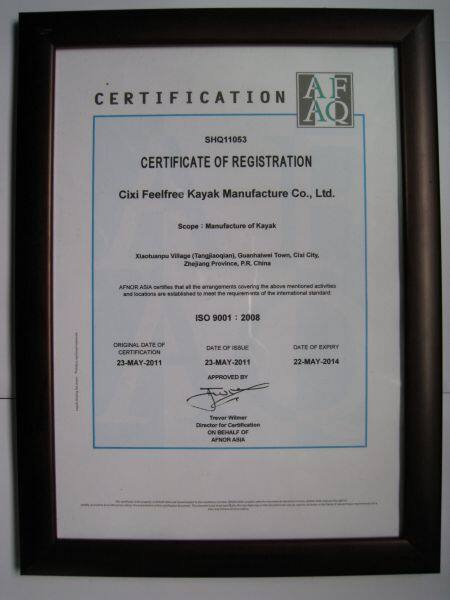 CERTIFICATION
AF
AQ
SHQ11053
CERTIFICATE OF REGISTRATION
Cixi Feelfree Kayak Manufacture Co., Ltd.
Scope : Manufacture of Kayak
Xiaotuanpu Village (Tangjiaoqian), Guanhaiwei Town, Cixi City,
Zhejiang Province, P.R. China
AFNOR ASIA certifies that all the arrangements covering the above mentioned activities
and locations are established to meet the requirements of the international standard:
ISO 9001 : 2008
ORIGINAL DATE OF CERTIFICATION
23-MAY-2011
DATE OF ISSUE
23-MAY-2011
DATE OF EXPIRY
22-MAY-2014
APPROVED BY
Trevor Wilmer
Director for Certification
ON BEHALF OF
AFNOR ASIA